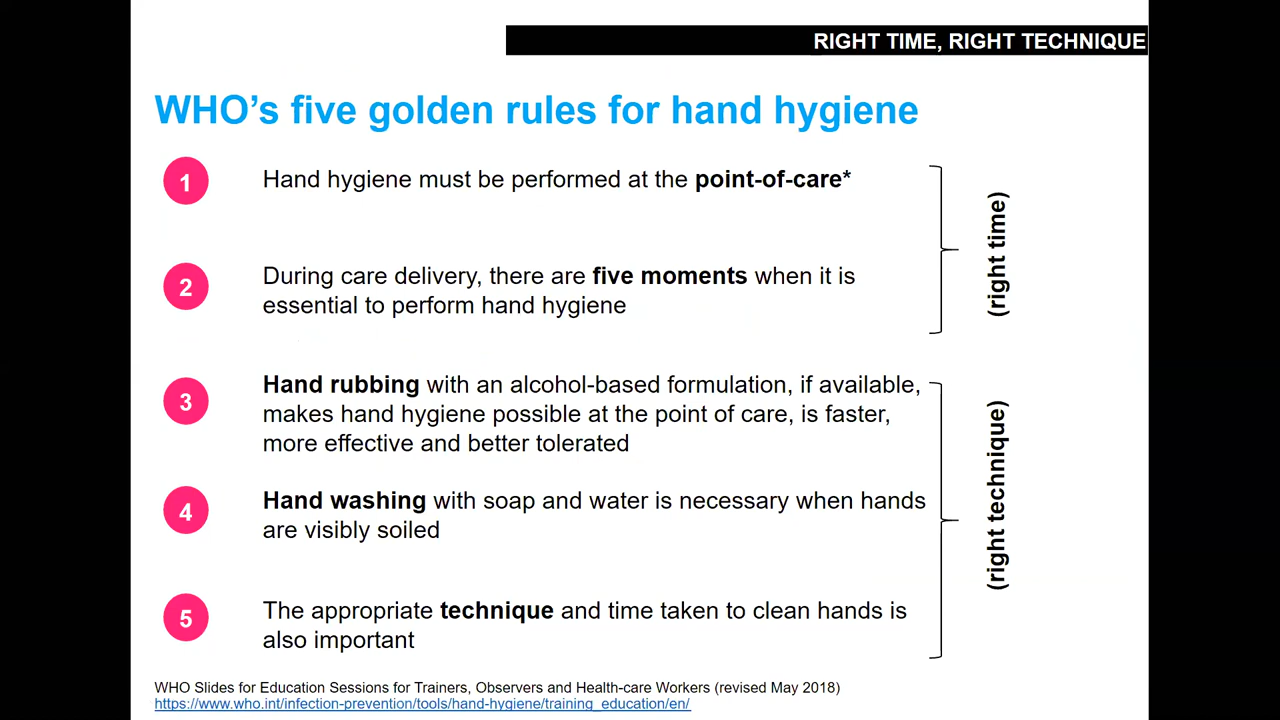 RIGHT TIME, RIGHT TECHNIQUE
WHO's five golden rules for hand hygiene
1
Hand hygiene must be performed at the point-of-care*
2
During care delivery, there are five moments when it is
essential to perform hand hygiene
(right time)
3
Hand rubbing with an alcohol-based formulation, if available,
makes hand hygiene possible at the point of care, is faster,
more effective and better tolerated
4
Hand washing with soap and water is necessary when hands
are visibly soiled
5
The appropriate technique and time taken to clean hands is
also important
(right technique)
WHO Slides for Education Sessions for Trainers, Observers and Health-care Workers (revised May 2018)
https://www.who.int/infection-prevention/tools/hand-hygiene/training_education/en/